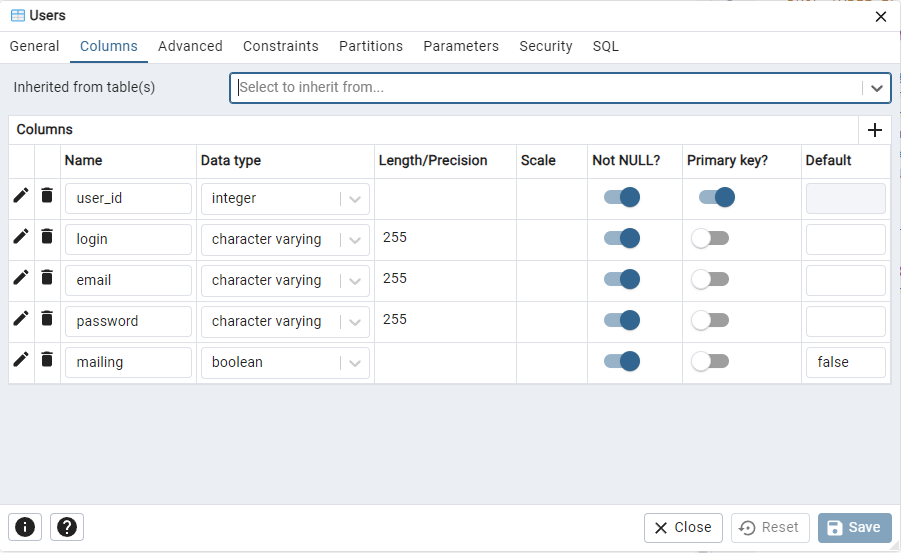 Users
General Columns Advanced Constraints Partitions Parameters Security SQL
Inherited from table(s) Select to inherit from...
Columns
Name Data type Length/Precision Scale Not NULL? Primary key? Default
user_id integer
login character varying 255
email character varying 255
password character varying 255
mailing boolean false
Close Reset Save